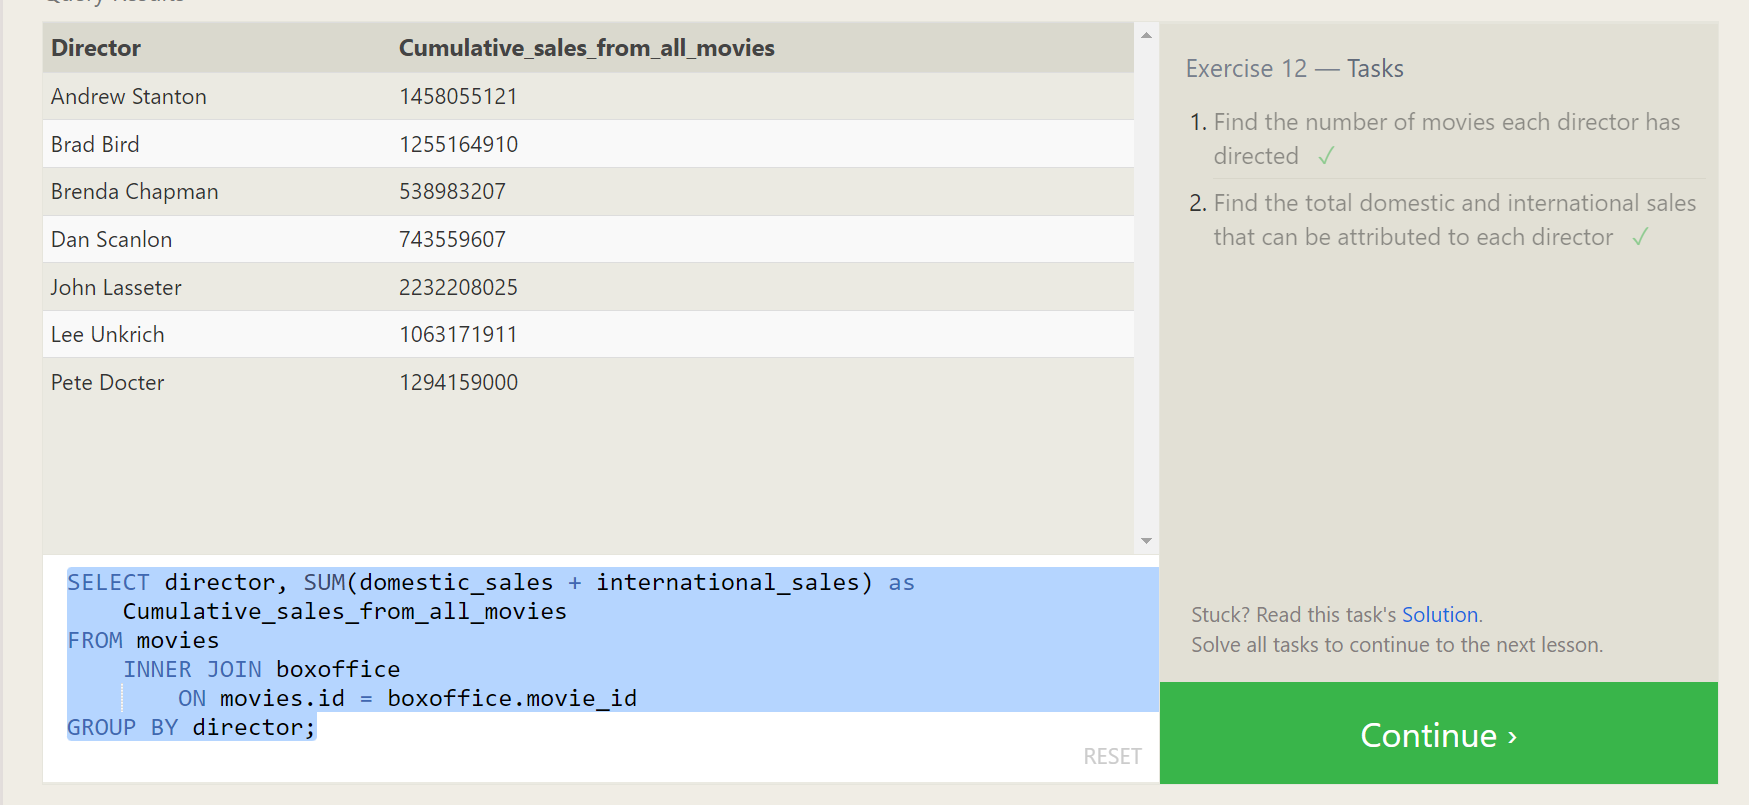 Query Results
Director Cumulative_sales_from_all_movies
Andrew Stanton 1458055121
Brad Bird 1255164910
Brenda Chapman 538983207
Dan Scanlon 743559607
John Lasseter 2232208025
Lee Unkrich 1063171911
Pete Docter 1294159000
SELECT director, SUM(domestic_sales + international_sales) as
Cumulative_sales_from_all_movies
FROM movies
INNER JOIN boxoffice
ON movies.id = boxoffice.movie_id
GROUP BY director;
RESET
Exercise 12 — Tasks
1. Find the number of movies each director has
directed ✓
2. Find the total domestic and international sales
that can be attributed to each director ✓
Stuck? Read this task's Solution.
Solve all tasks to continue to the next lesson.
Continue ›